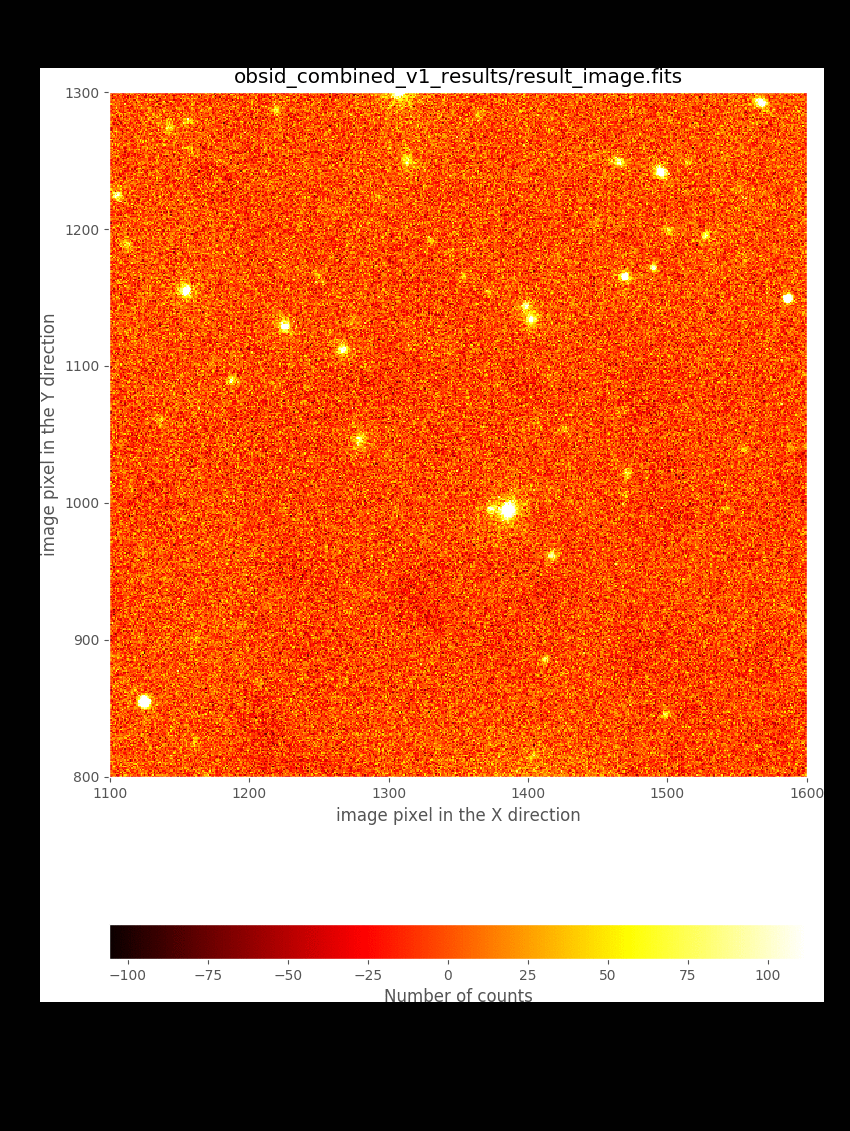 obsid_combined_v1_results/result_image.fits
1300
1200
1100
1000
900
800
image pixel in the Y direction
1100 1200 1300 1400 1500 1600
image pixel in the X direction
−100 −75 −50 −25 0 25 50 75 100
Number of counts